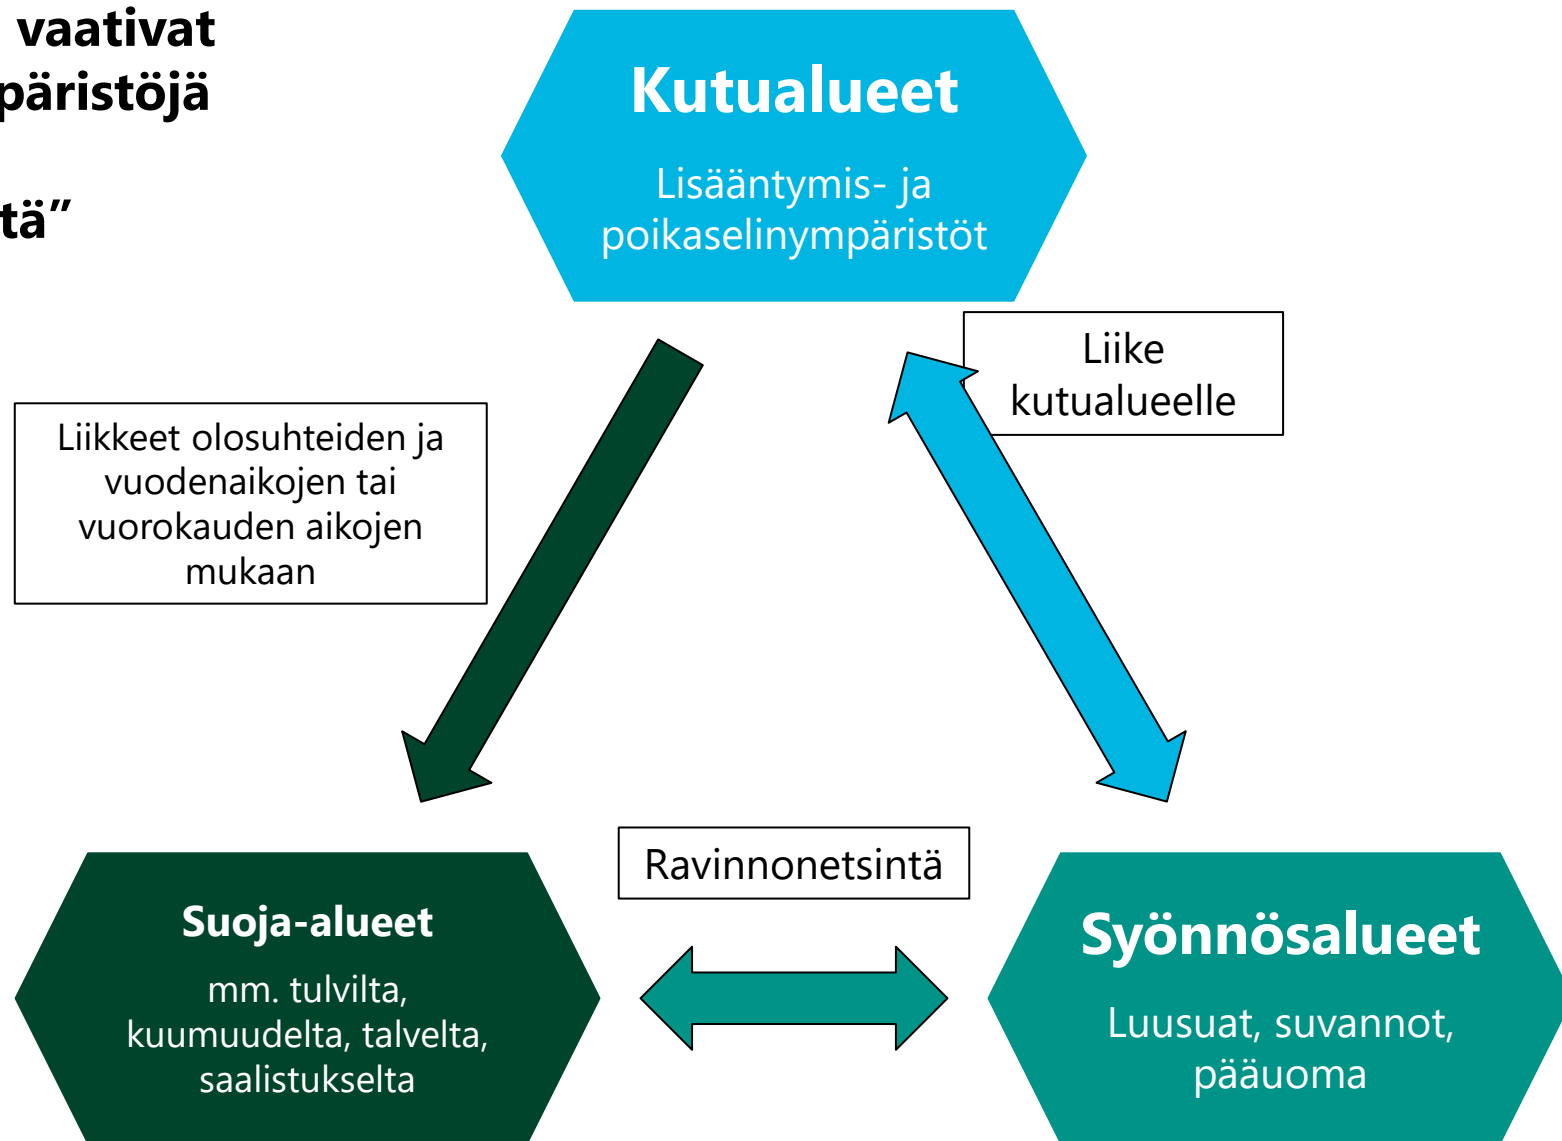 vaativat
päristöjä
tä”
Kutualueet
Lisääntymis- ja
poikaselinympäristöt
Liike
kutualueelle
Liikkeet olosuhteiden ja
vuodenaikojen tai
vuorokauden aikojen
mukaan
Ravinnonetsintä
Suoja-alueet
mm. tulvilta,
kuumuudelta, talvelta,
saalistukselta
Syönnösalueet
Luusuat, suvannot,
pääuoma